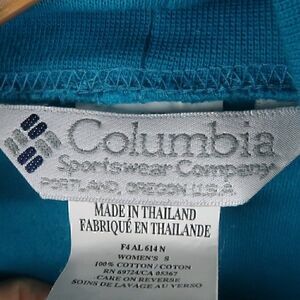 Columbia
Sportswear Company
PORTLAND, OREGON U.S.A.
MADE IN THAILAND
FABRIQUÉ EN THAÏLANDE
F4 AL 614 N
WOMEN'S S
100% COTTON / COTON
RN 69724/CA 05367
CARE ON REVERSE
SOINS DE LAVAGE AU VERSO